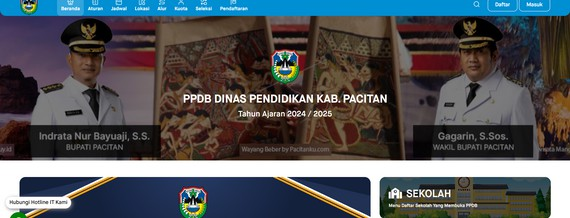 Beranda Aturan Jadwal Lokasi Alur Kuota Seleksi Pendaftaran
Daftar Masuk
PPDB DINAS PENDIDIKAN KAB. PACITAN
Tahun Ajaran 2024 / 2025
Indrata Nur Bayuaji, S.S.
BUPATI PACITAN
Gagarin, S.Sos.
WAKIL BUPATI PACITAN
Wayang Beber by Pacitanku.com
SEKOLAH
Menu Daftar Sekolah Yang Membuka PPDB
Hubungi Hotline IT Kami